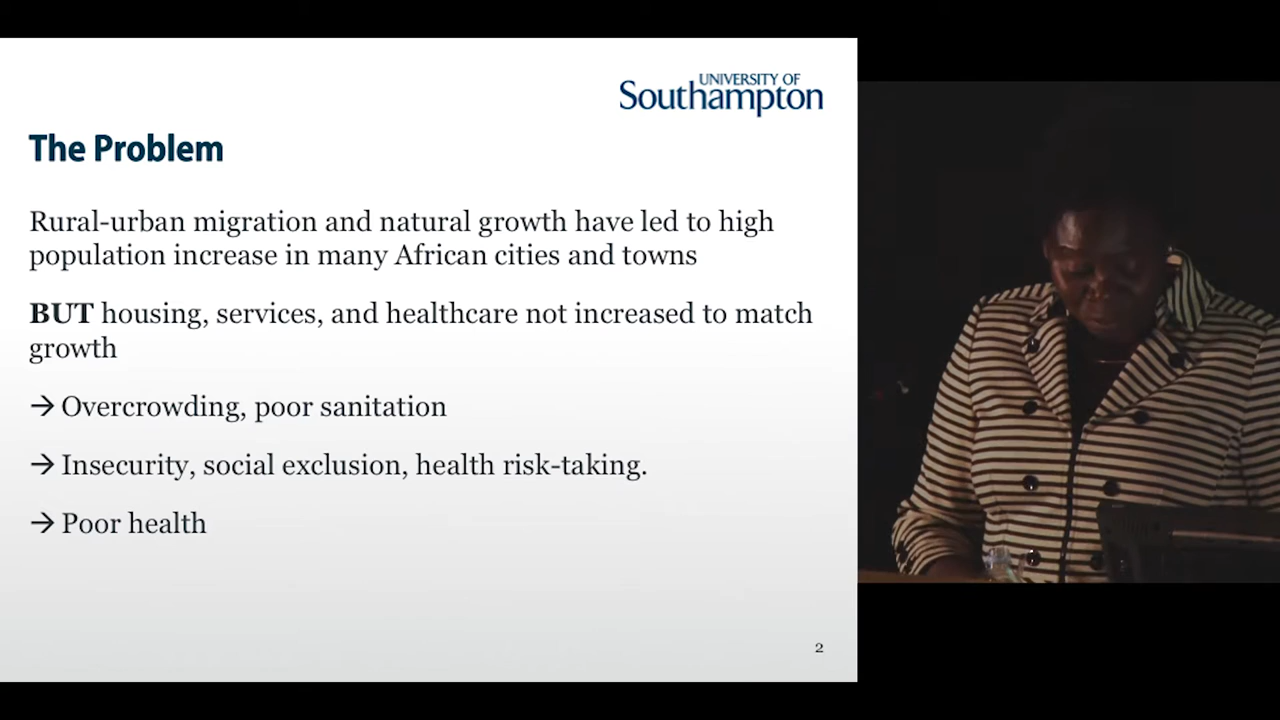 UNIVERSITY OF
Southampton
The Problem
Rural-urban migration and natural growth have led to high
population increase in many African cities and towns
BUT housing, services, and healthcare not increased to match
growth
→ Overcrowding, poor sanitation
→ Insecurity, social exclusion, health risk-taking.
→ Poor health
2